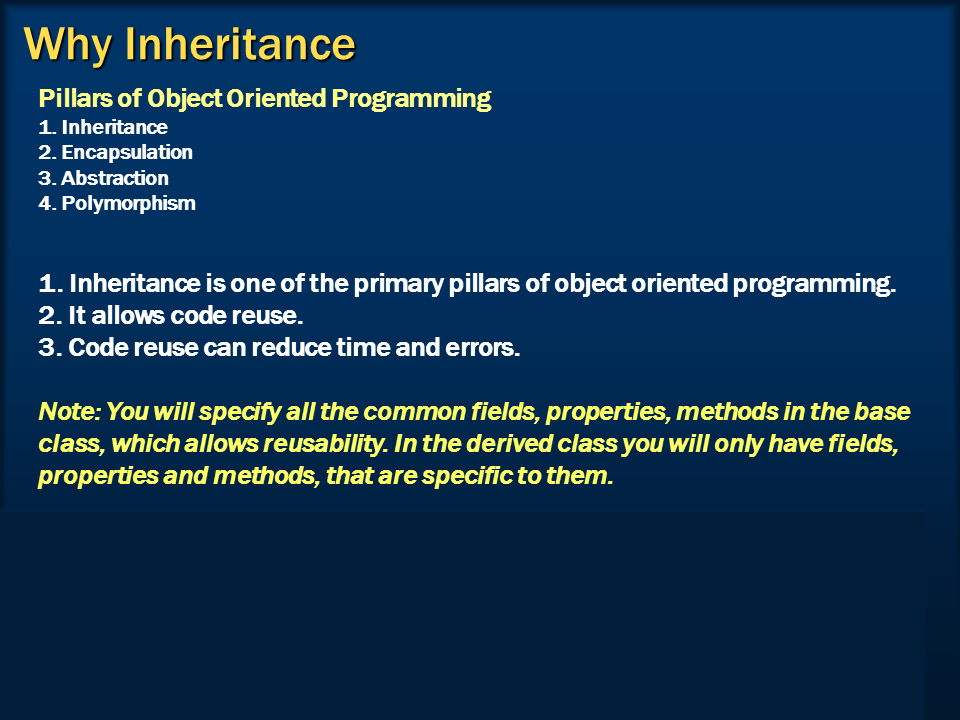 Why Inheritance
Pillars of Object Oriented Programming
1. Inheritance
2. Encapsulation
3. Abstraction
4. Polymorphism
1. Inheritance is one of the primary pillars of object oriented programming.
2. It allows code reuse.
3. Code reuse can reduce time and errors.
Note: You will specify all the common fields, properties, methods in the base
class, which allows reusability. In the derived class you will only have fields,
properties and methods, that are specific to them.